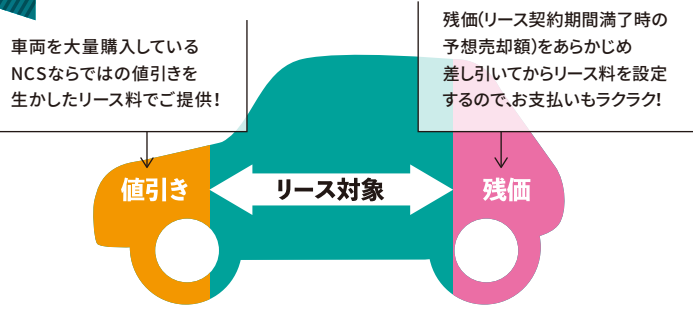 車両を大量購入している
NCSならではの値引きを
生かしたリース料でご提供!
残価(リース契約期間満了時の
予想売却額)をあらかじめ
差し引いてからリース料を設定
するので、お支払いもラクラク!
値引き
リース対象
残価